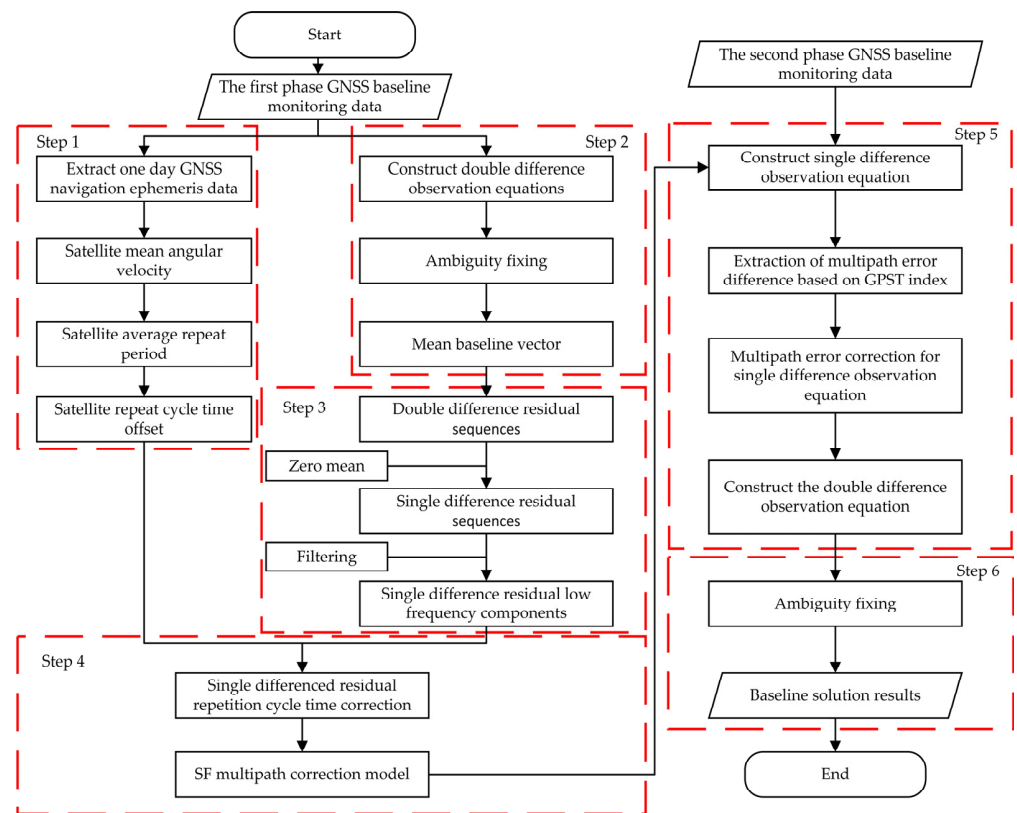 Start
The first phase GNSS baseline
monitoring data
Step 1
Extract one day GNSS
navigation ephemeris data
Satellite mean angular
velocity
Satellite average repeat
period
Satellite repeat cycle time
offset
Step 2
Construct double difference
observation equations
Ambiguity fixing
Mean baseline vector
Step 3
Double difference residual
sequences
Zero mean
Single difference residual
sequences
Filtering
Single difference residual low
frequency components
Step 4
Single differenced residual
repetition cycle time correction
SF multipath correction model
The second phase GNSS baseline
monitoring data
Step 5
Construct single difference
observation equation
Extraction of multipath error
difference based on GPST index
Multipath error correction for
single difference observation
equation
Construct the double difference
observation equation
Step 6
Ambiguity fixing
Baseline solution results
End